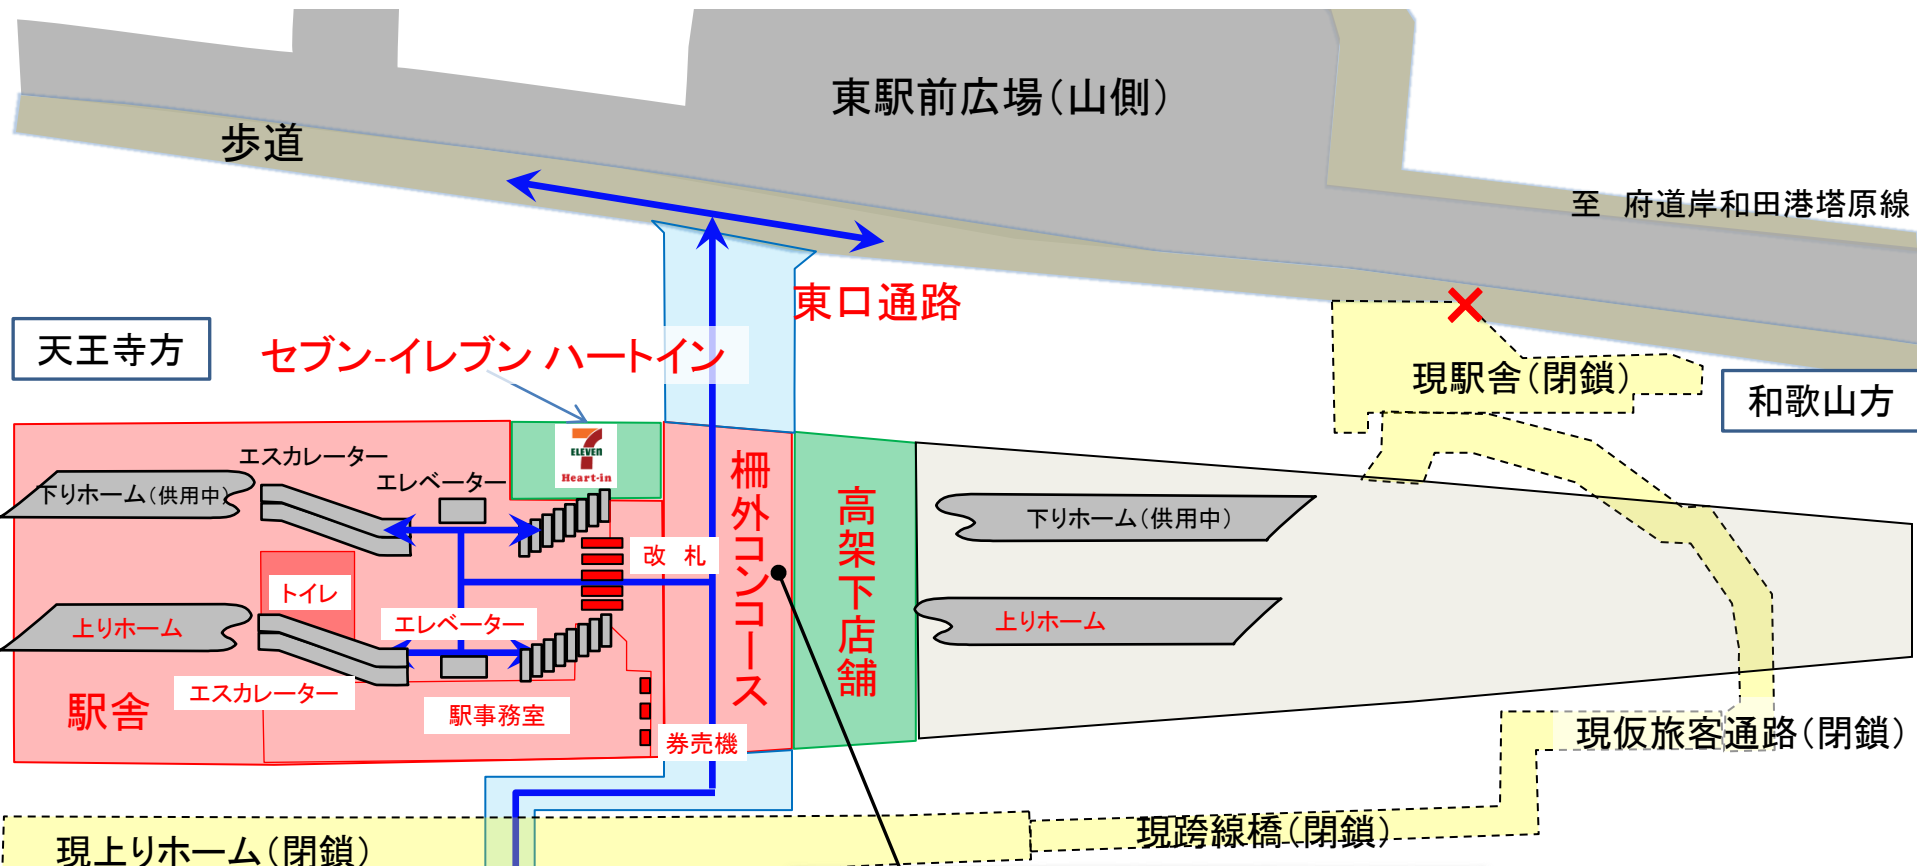 東駅前広場（山側）
歩道
至　府道岸和田港塔原線
東口通路
天王寺方
セブン-イレブン ハートイン
現駅舎（閉鎖）
和歌山方
7
ELEVEN
Heart-in
エスカレーター
エレベーター
下りホーム（供用中）
柵外コンコース
高架下店舗
下りホーム（供用中）
改　札
トイレ
エレベーター
上りホーム
上りホーム
エスカレーター
駅舎
駅事務室
券売機
現仮旅客通路（閉鎖）
現跨線橋（閉鎖）
現上りホーム（閉鎖）